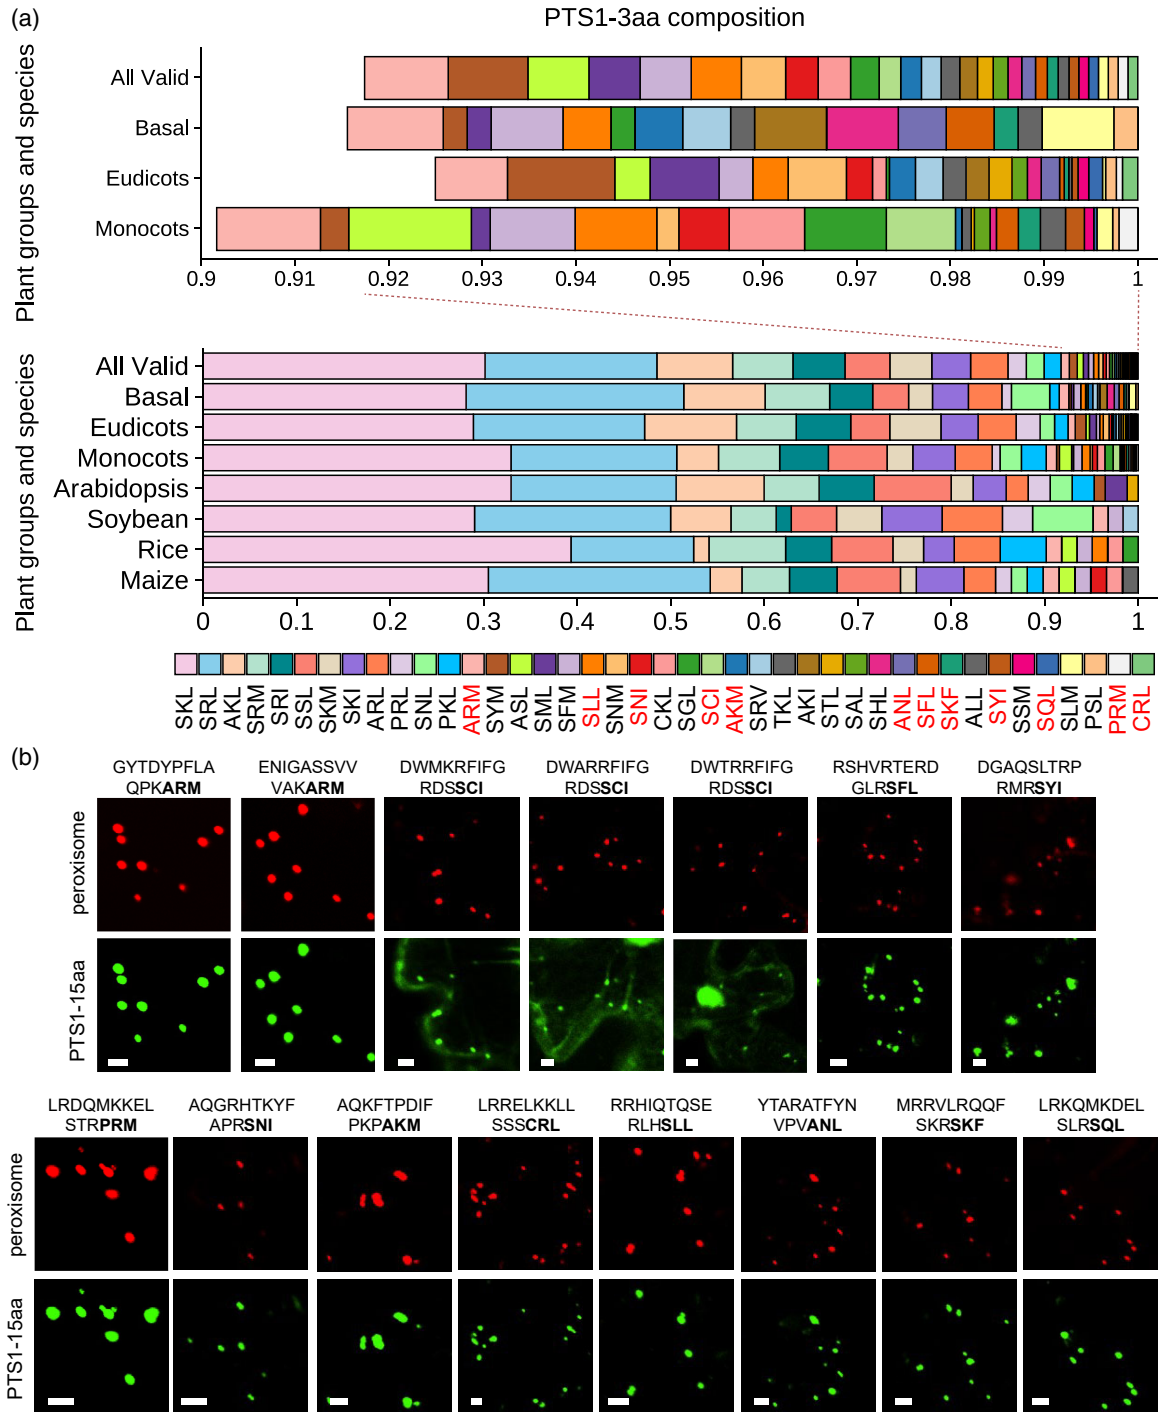 (a)
PTS1-3aa composition
Plant groups and species
All Valid
Basal
Eudicots
Monocots
0.9 0.91 0.92 0.93 0.94 0.95 0.96 0.97 0.98 0.99 1
Plant groups and species
All Valid
Basal
Eudicots
Monocots
Arabidopsis
Soybean
Rice
Maize
0 0.1 0.2 0.3 0.4 0.5 0.6 0.7 0.8 0.9 1
SKL SRL AKL SRM SRI SSL SKM SKI ARL PRL SNL PKL ARM SYM ASL SML SFM SLL SNM SNI CKL SGL SCI AKM SRV TKL AKI STL SAL SHL ANL SFL SKF ALL SYI SSM SQL SLM PSL PRM CRL
(b)
GYTDYPFLA ENIGASSVV DWMKRFIFG DWARRFIFG DWTRRFIFG RSHVRTERD DGAQSLTRP
QPKARM VAKARM RDSSCI RDSSCI RDSSCI GLRSFL RMRSYI
peroxisome
PTS1-15aa
LRDQMKKEL AQGRHTKYF AQKFTPDIF LRRELKKLL RRHIQTQSE YTARATFYN MRRVLRQQF LRKQMKDEL
STRPRM APRSNI PKPAKM SSSCRL RLHSLL VPVANL SKRSKF SLRSQL
peroxisome
PTS1-15aa